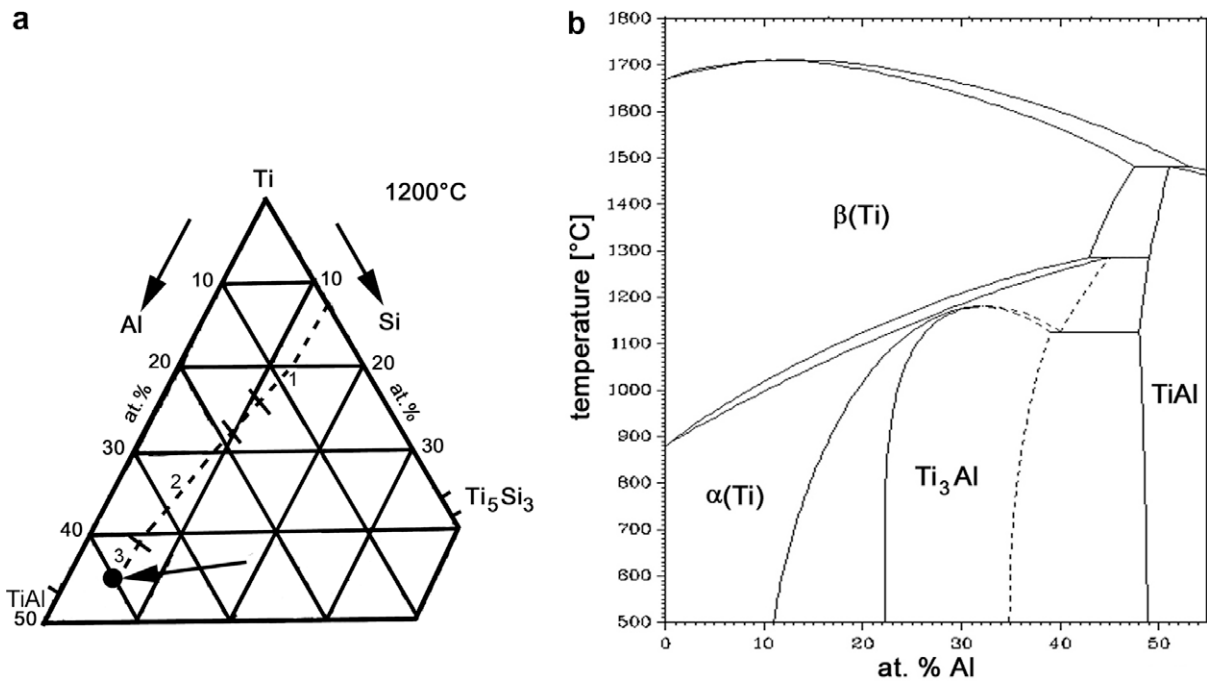 a
Ti
1200°C
10
10
Al
Si
20
20
at.%
at.%
1
30
30
2
Ti5Si3
40
3
TiAl
50
b
temperature [°C]
1800
1700
1600
1500
1400
1300
1200
1100
1000
900
800
700
600
500
β(Ti)
α(Ti)
Ti3Al
TiAl
0
10
20
30
40
50
at. % Al